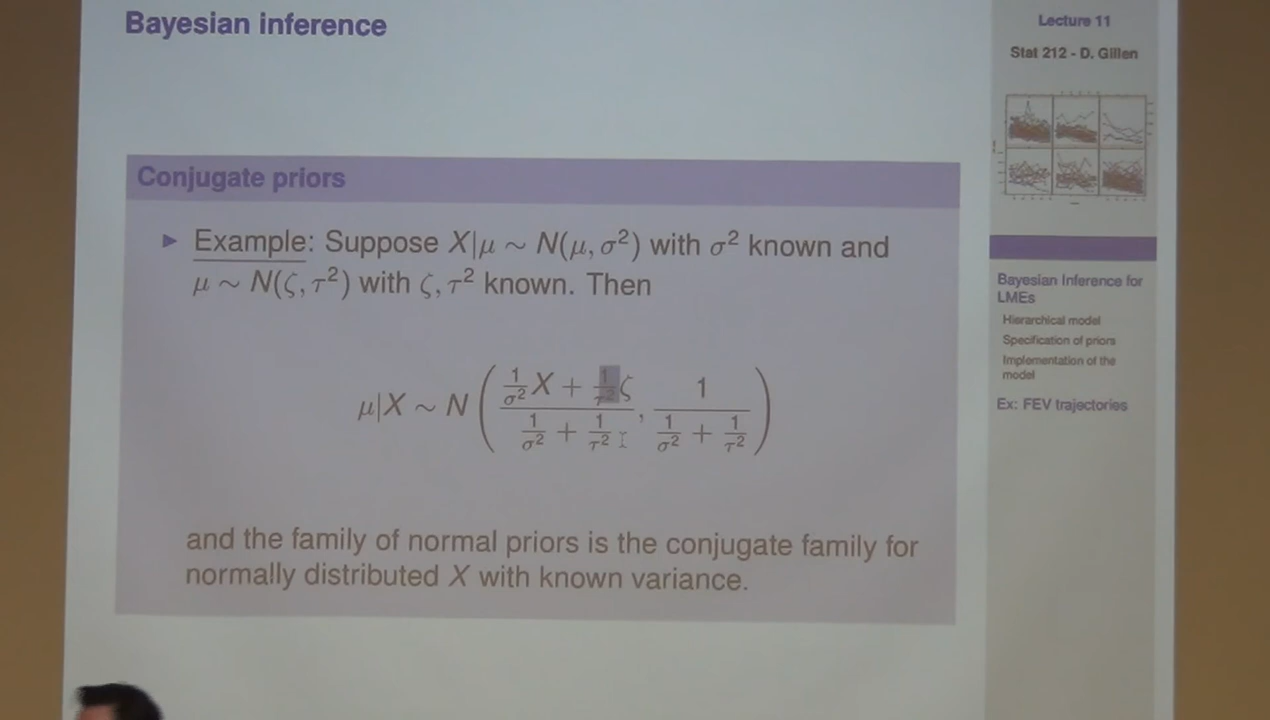 Bayesian inference
Conjugate priors
Example: Suppose X|μ ~ N(μ, σ²) with σ² known and
μ ~ N(ζ, τ²) with ζ, τ² known. Then
μ|X ~ N( (1/σ² X + 1/τ² ζ) / (1/σ² + 1/τ²), 1 / (1/σ² + 1/τ²) )
and the family of normal priors is the conjugate family for
normally distributed X with known variance.
Lecture 11
Stat 212 - D. Gillen
Bayesian Inference for
LMEs
Hierarchical model
Specification of priors
Implementation of the
model
Ex: FEV trajectories